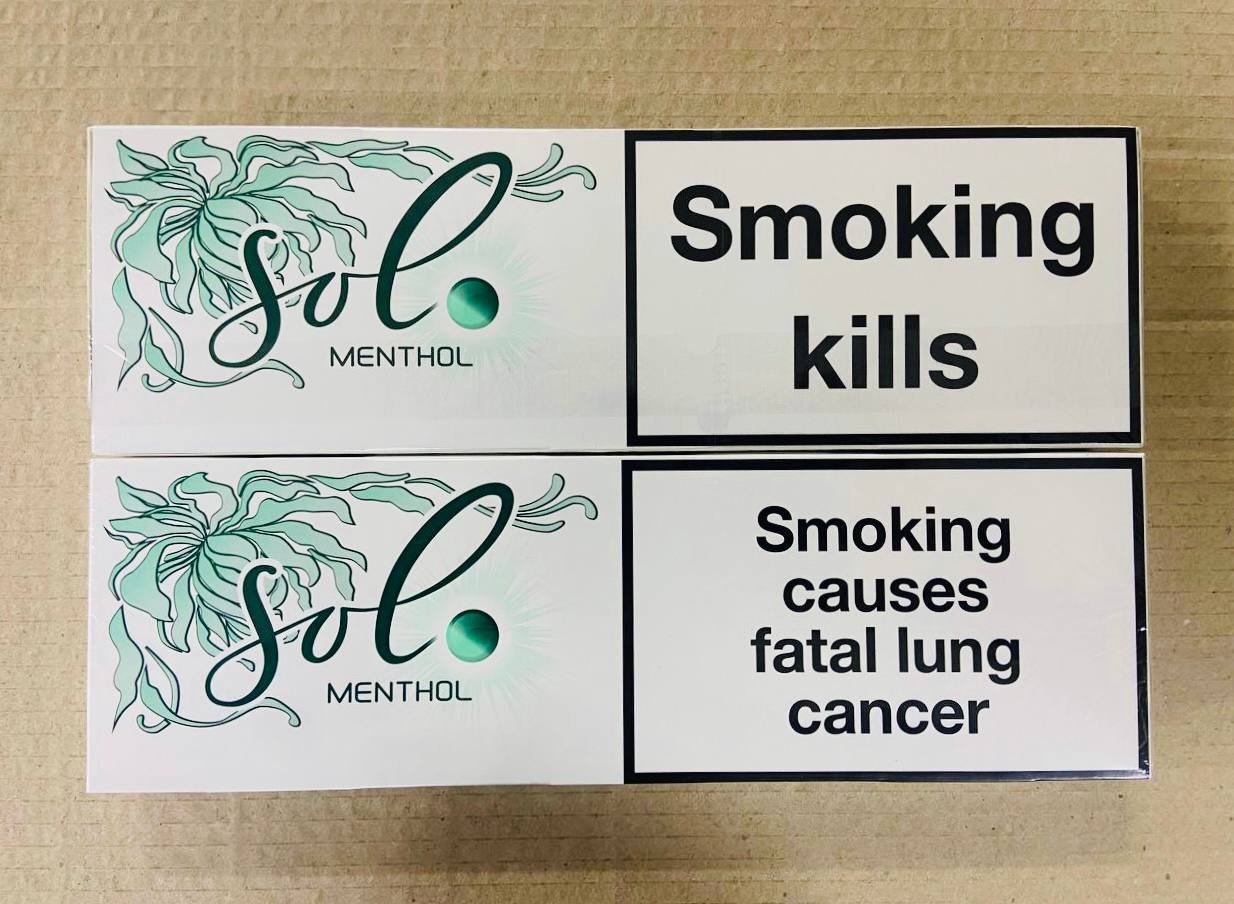 sol.
MENTHOL
Smoking
kills
sol.
MENTHOL
Smoking
causes
fatal lung
cancer